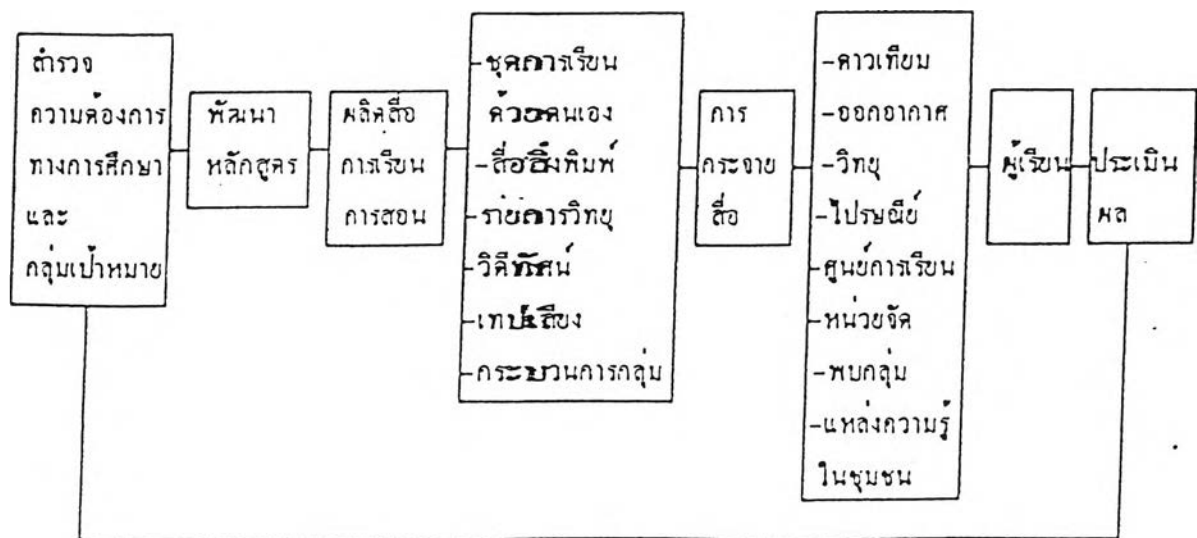 สำรวจ
ความต้องการ
ทางการศึกษา
และ
กลุ่มเป้าหมาย
พัฒนา
หลักสูตร
ผลิตสื่อ
การเรียน
การสอน
-ชุดการเรียน
ด้วยตนเอง
-สื่อสิ่งพิมพ์
-รายการวิทยุ
วิดีทัศน์
-เทปเสียง
-กระบวนการกลุ่ม
การ
กระจาย
สื่อ
-ดาวเทียม
-ออกอากาศ
-วิทยุ
-ไปรษณีย์
ศูนย์การเรียน
-หน่วยจัด
-พบกลุ่ม
-แหล่งความรู้
ในชุมชน
ผู้เรียน
ประเมิน
ผล